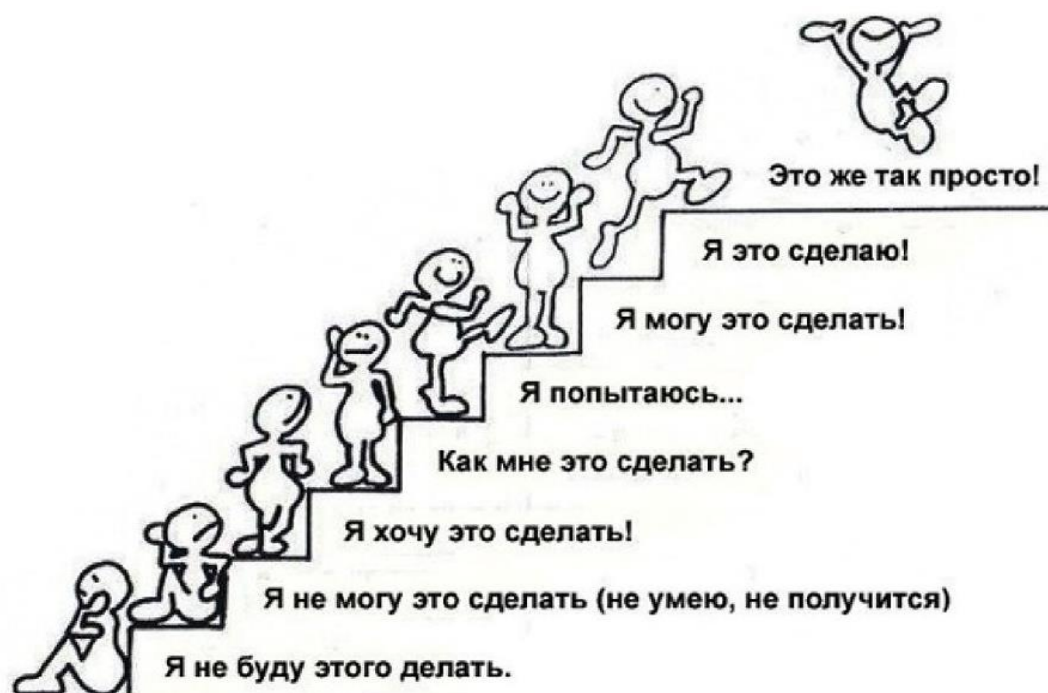 Это же так просто!
Я это сделаю!
Я могу это сделать!
Я попытаюсь...
Как мне это сделать?
Я хочу это сделать!
Я не могу это сделать (не умею, не получится)
Я не буду этого делать.